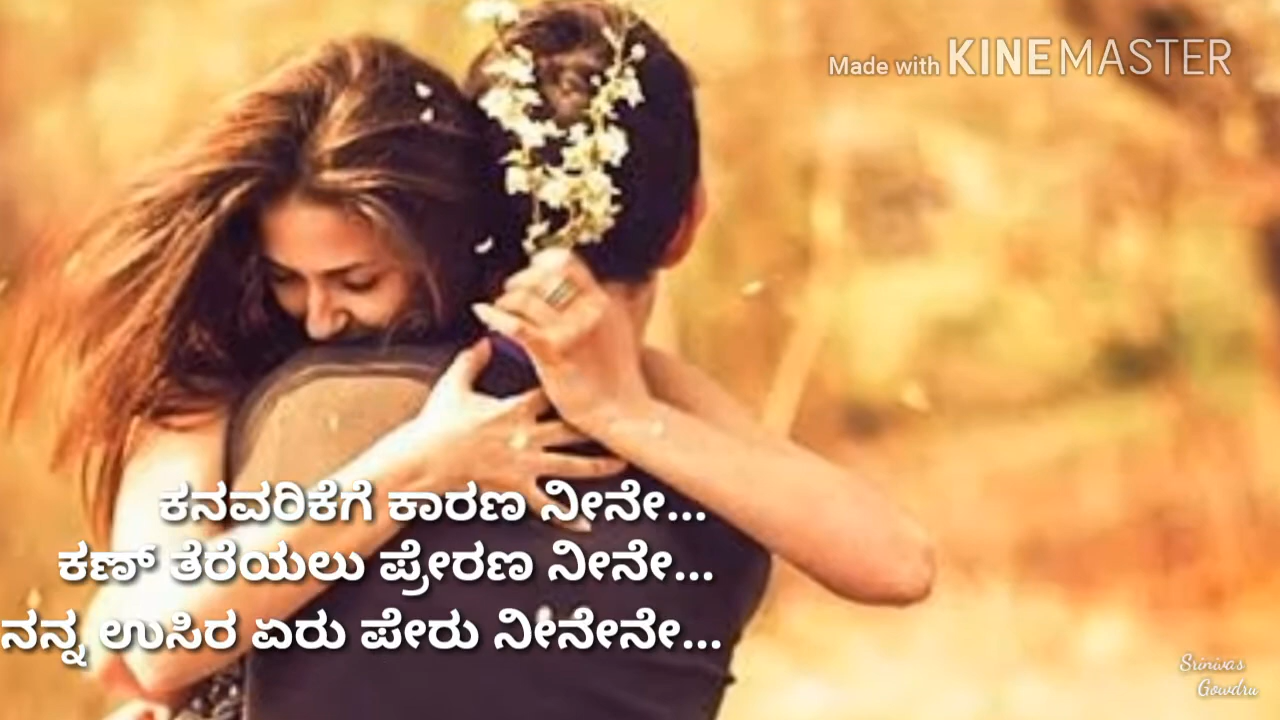 Made with KINEMASTER
ಕನವರಿಕೆಗೆ ಕಾರಣ ನೀನೇ...
ಕಣ್ ತೆರೆಯಲು ಪ್ರೇರಣ ನೀನೇ...
ನನ್ನ ಉಸಿರ ಏರು ಪೇರು ನೀನೇನೇ...
Srinivas
Gowdru